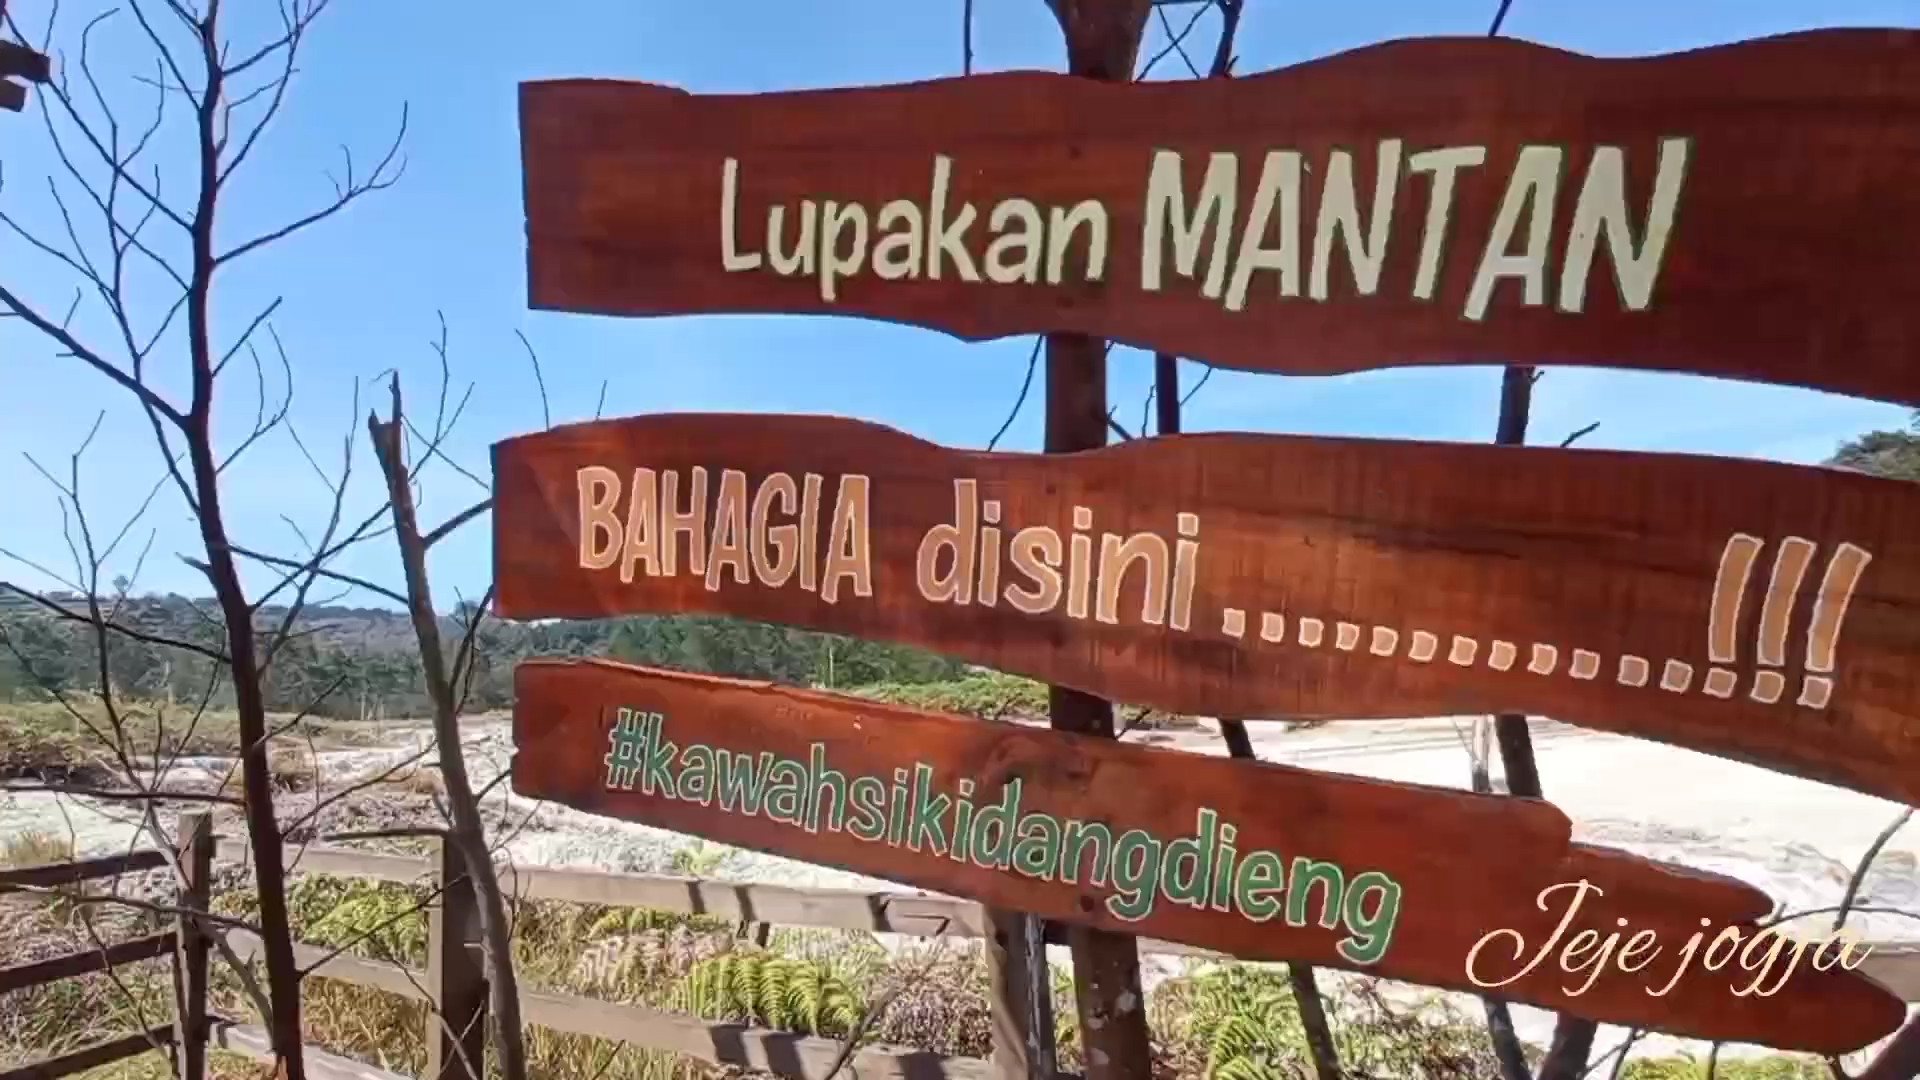 Lupakan MANTAN
BAHAGIA disini .............!!!
#kawahsikidangdieng
Jeje jogja